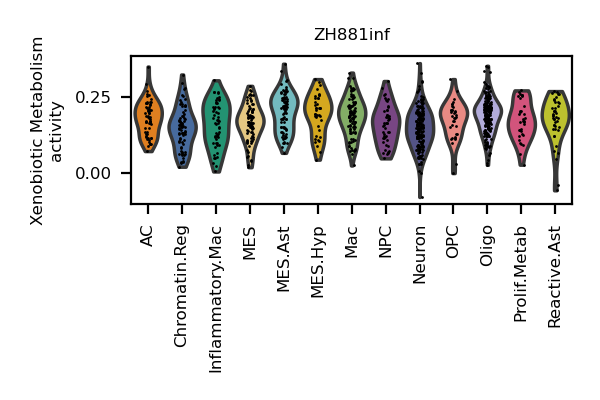 ZH881inf
Xenobiotic Metabolism
activity
0.25
0.00
AC
Chromatin.Reg
Inflammatory.Mac
MES
MES.Ast
MES.Hyp
Mac
NPC
Neuron
OPC
Oligo
Prolif.Metab
Reactive.Ast